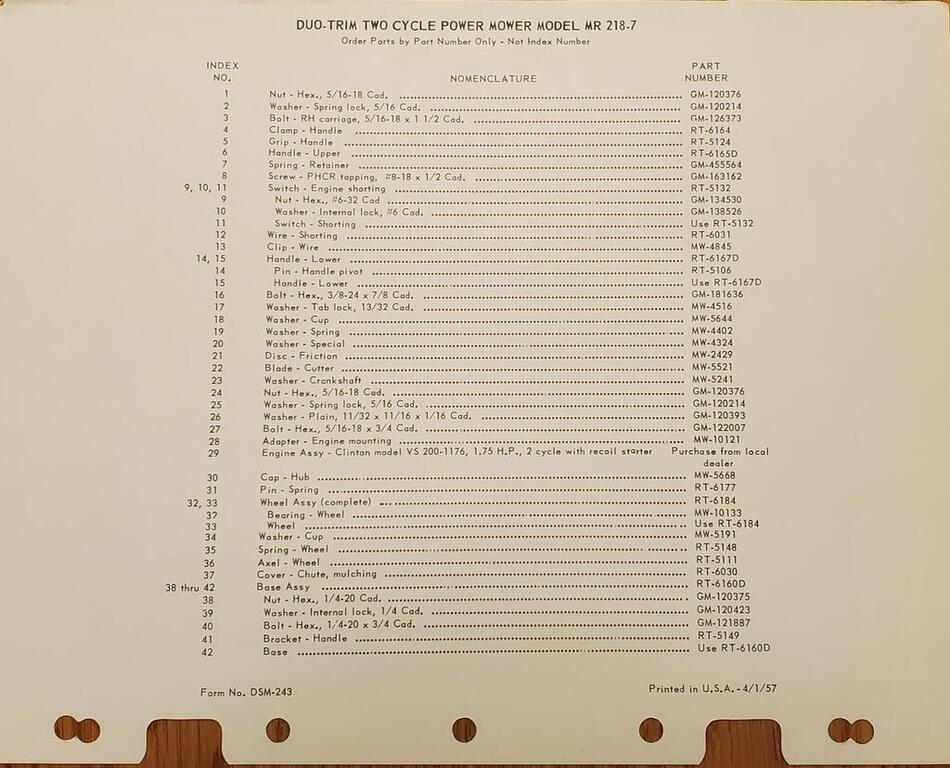 DUO-TRIM TWO CYCLE POWER MOWER MODEL MR 218-7
Order Parts by Part Number Only - Not Index Number
INDEX NO. NOMENCLATURE PART NUMBER
1 Nut - Hex., 5/16-18 Cad. GM-120376
2 Washer - Spring lock, 5/16 Cad. GM-120214
3 Bolt - RH carriage, 5/16-18 x 1 1/2 Cad. GM-126373
4 Clamp - Handle RT-6164
5 Grip - Handle RT-5124
6 Handle - Upper RT-6165D
7 Spring - Retainer GM-455564
8 Screw - PHCR tapping, #8-18 x 1/2 Cad. GM-163162
9, 10, 11 Switch - Engine shorting RT-5132
9 Nut - Hex., #6-32 Cad GM-134530
10 Washer - Internal lock, #6 Cad. GM-138526
11 Switch - Shorting Use RT-5132
12 Wire - Shorting RT-6031
13 Clip - Wire MW-4845
14, 15 Handle - Lower RT-6167D
14 Pin - Handle pivot RT-5106
15 Handle - Lower Use RT-6167D
16 Bolt - Hex., 3/8-24 x 7/8 Cad. GM-181636
17 Washer - Tab lock, 13/32 Cad. MW-4516
18 Washer - Cup MW-5644
19 Washer - Spring MW-4402
20 Washer - Special MW-4324
21 Disc - Friction MW-2429
22 Blade - Cutter MW-5521
23 Washer - Crankshaft MW-5241
24 Nut - Hex., 5/16-18 Cad. GM-120376
25 Washer - Spring lock, 5/16 Cad. GM-120214
26 Washer - Plain, 11/32 x 11/16 x 1/16 Cad. GM-120393
27 Bolt - Hex., 5/16-18 x 3/4 Cad. GM-122007
28 Adapter - Engine mounting MW-10121
29 Engine Assy - Clinton model VS 200-1176, 1.75 H.P., 2 cycle with recoil starter Purchase from local
dealer
30 Cap - Hub MW-5668
31 Pin - Spring RT-6177
32, 33 Wheel Assy (complete) RT-6184
32 Bearing - Wheel MW-10133
33 Wheel Use RT-6184
34 Washer - Cup MW-5191
35 Spring - Wheel RT-5148
36 Axel - Wheel RT-5111
37 Cover - Chute, mulching RT-6030
38 thru 42 Base Assy RT-6160D
38 Nut - Hex., 1/4-20 Cad. GM-120375
39 Washer - Internal lock, 1/4 Cad. GM-120423
40 Bolt - Hex., 1/4-20 x 3/4 Cad. GM-121887
41 Bracket - Handle RT-5149
42 Base Use RT-6160D
Form No. DSM-243 Printed in U.S.A. - 4/1/57